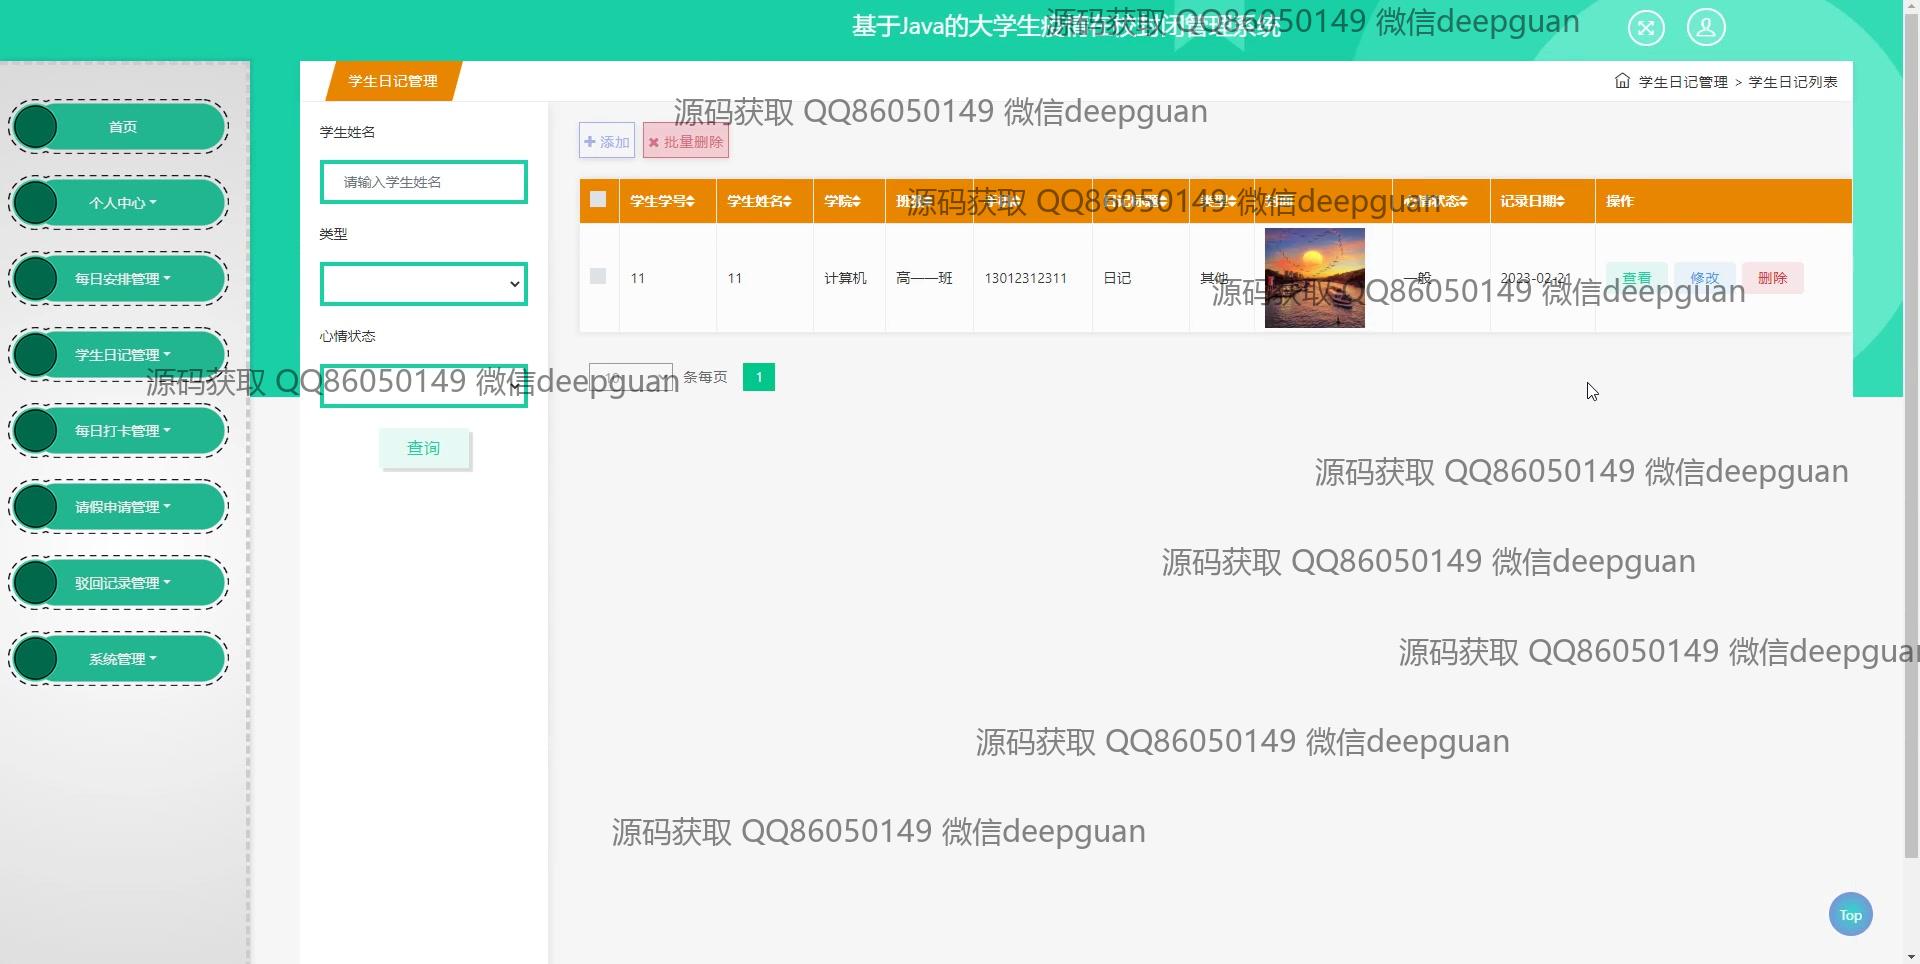 基于Java的大学生疫情在校封闭管理系统
源码获取 QQ86050149 微信deepguan
学生日记管理
学生日记管理 > 学生日记列表
源码获取 QQ86050149 微信deepguan
首页
个人中心
每日安排管理
学生日记管理
每日打卡管理
请假申请管理
驳回记录管理
系统管理
学生姓名
请输入学生姓名
类型
心情状态
查询
添加 批量删除
学生学号 学生姓名 学院 班级 手机 日记标题 类型 心情状态 记录日期 操作
源码获取 QQ86050149 微信deepguan
11 11 计算机 高一一班 13012312311 日记 其他 一般 2023-02-21 查看 修改 删除
源码获取 QQ86050149 微信deepguan
10 条每页 1
源码获取 QQ86050149 微信deepguan
源码获取 QQ86050149 微信deepguan
源码获取 QQ86050149 微信deepguan
源码获取 QQ86050149 微信deepguan
源码获取 QQ86050149 微信deepguan
源码获取 QQ86050149 微信deepguan
Top